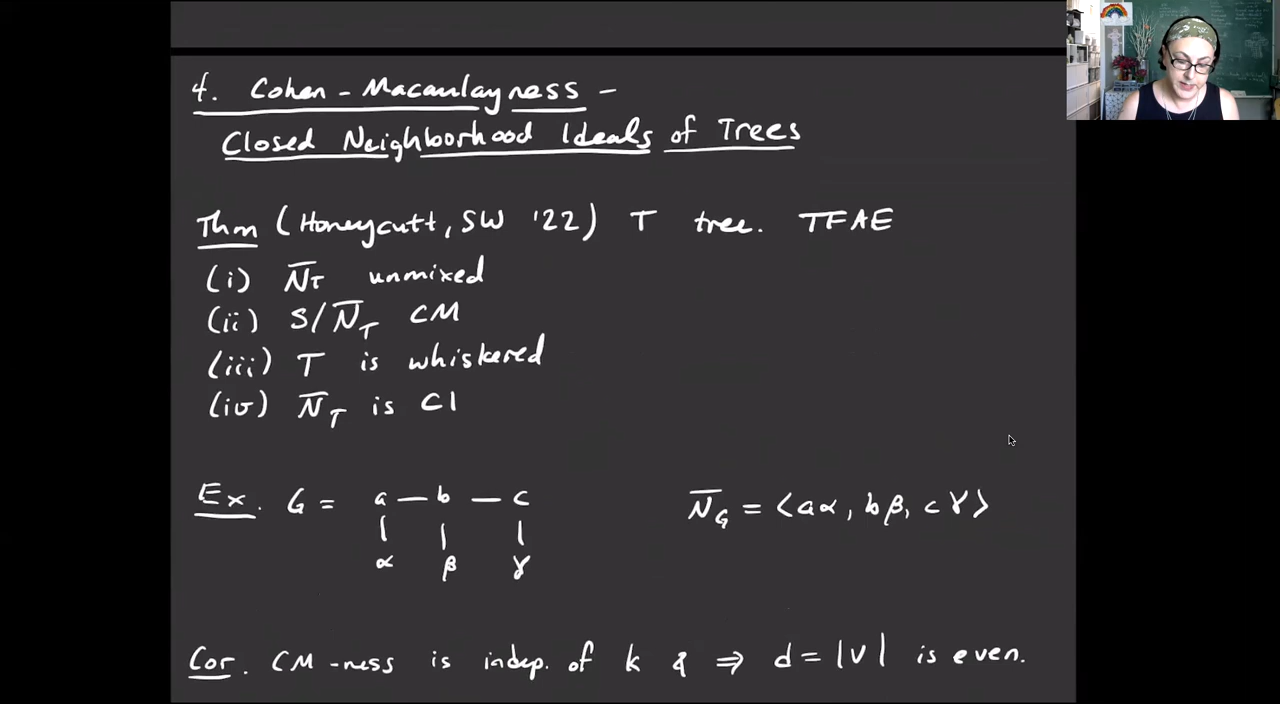 4. Cohen-Macaulayness -
Closed Neighborhood Ideals of Trees
Thm (Honeycutt, SW '22) T tree. TFAE
(i) N̄_T unmixed
(ii) S/N̄_T CM
(iii) T is whiskered
(iv) N̄_T is CI
Ex. G = a — b — c
α β γ
N̄_G = ⟨aα, bβ, cγ⟩
Cor. CM-ness is indep. of k & ⇒ d = |V| is even.